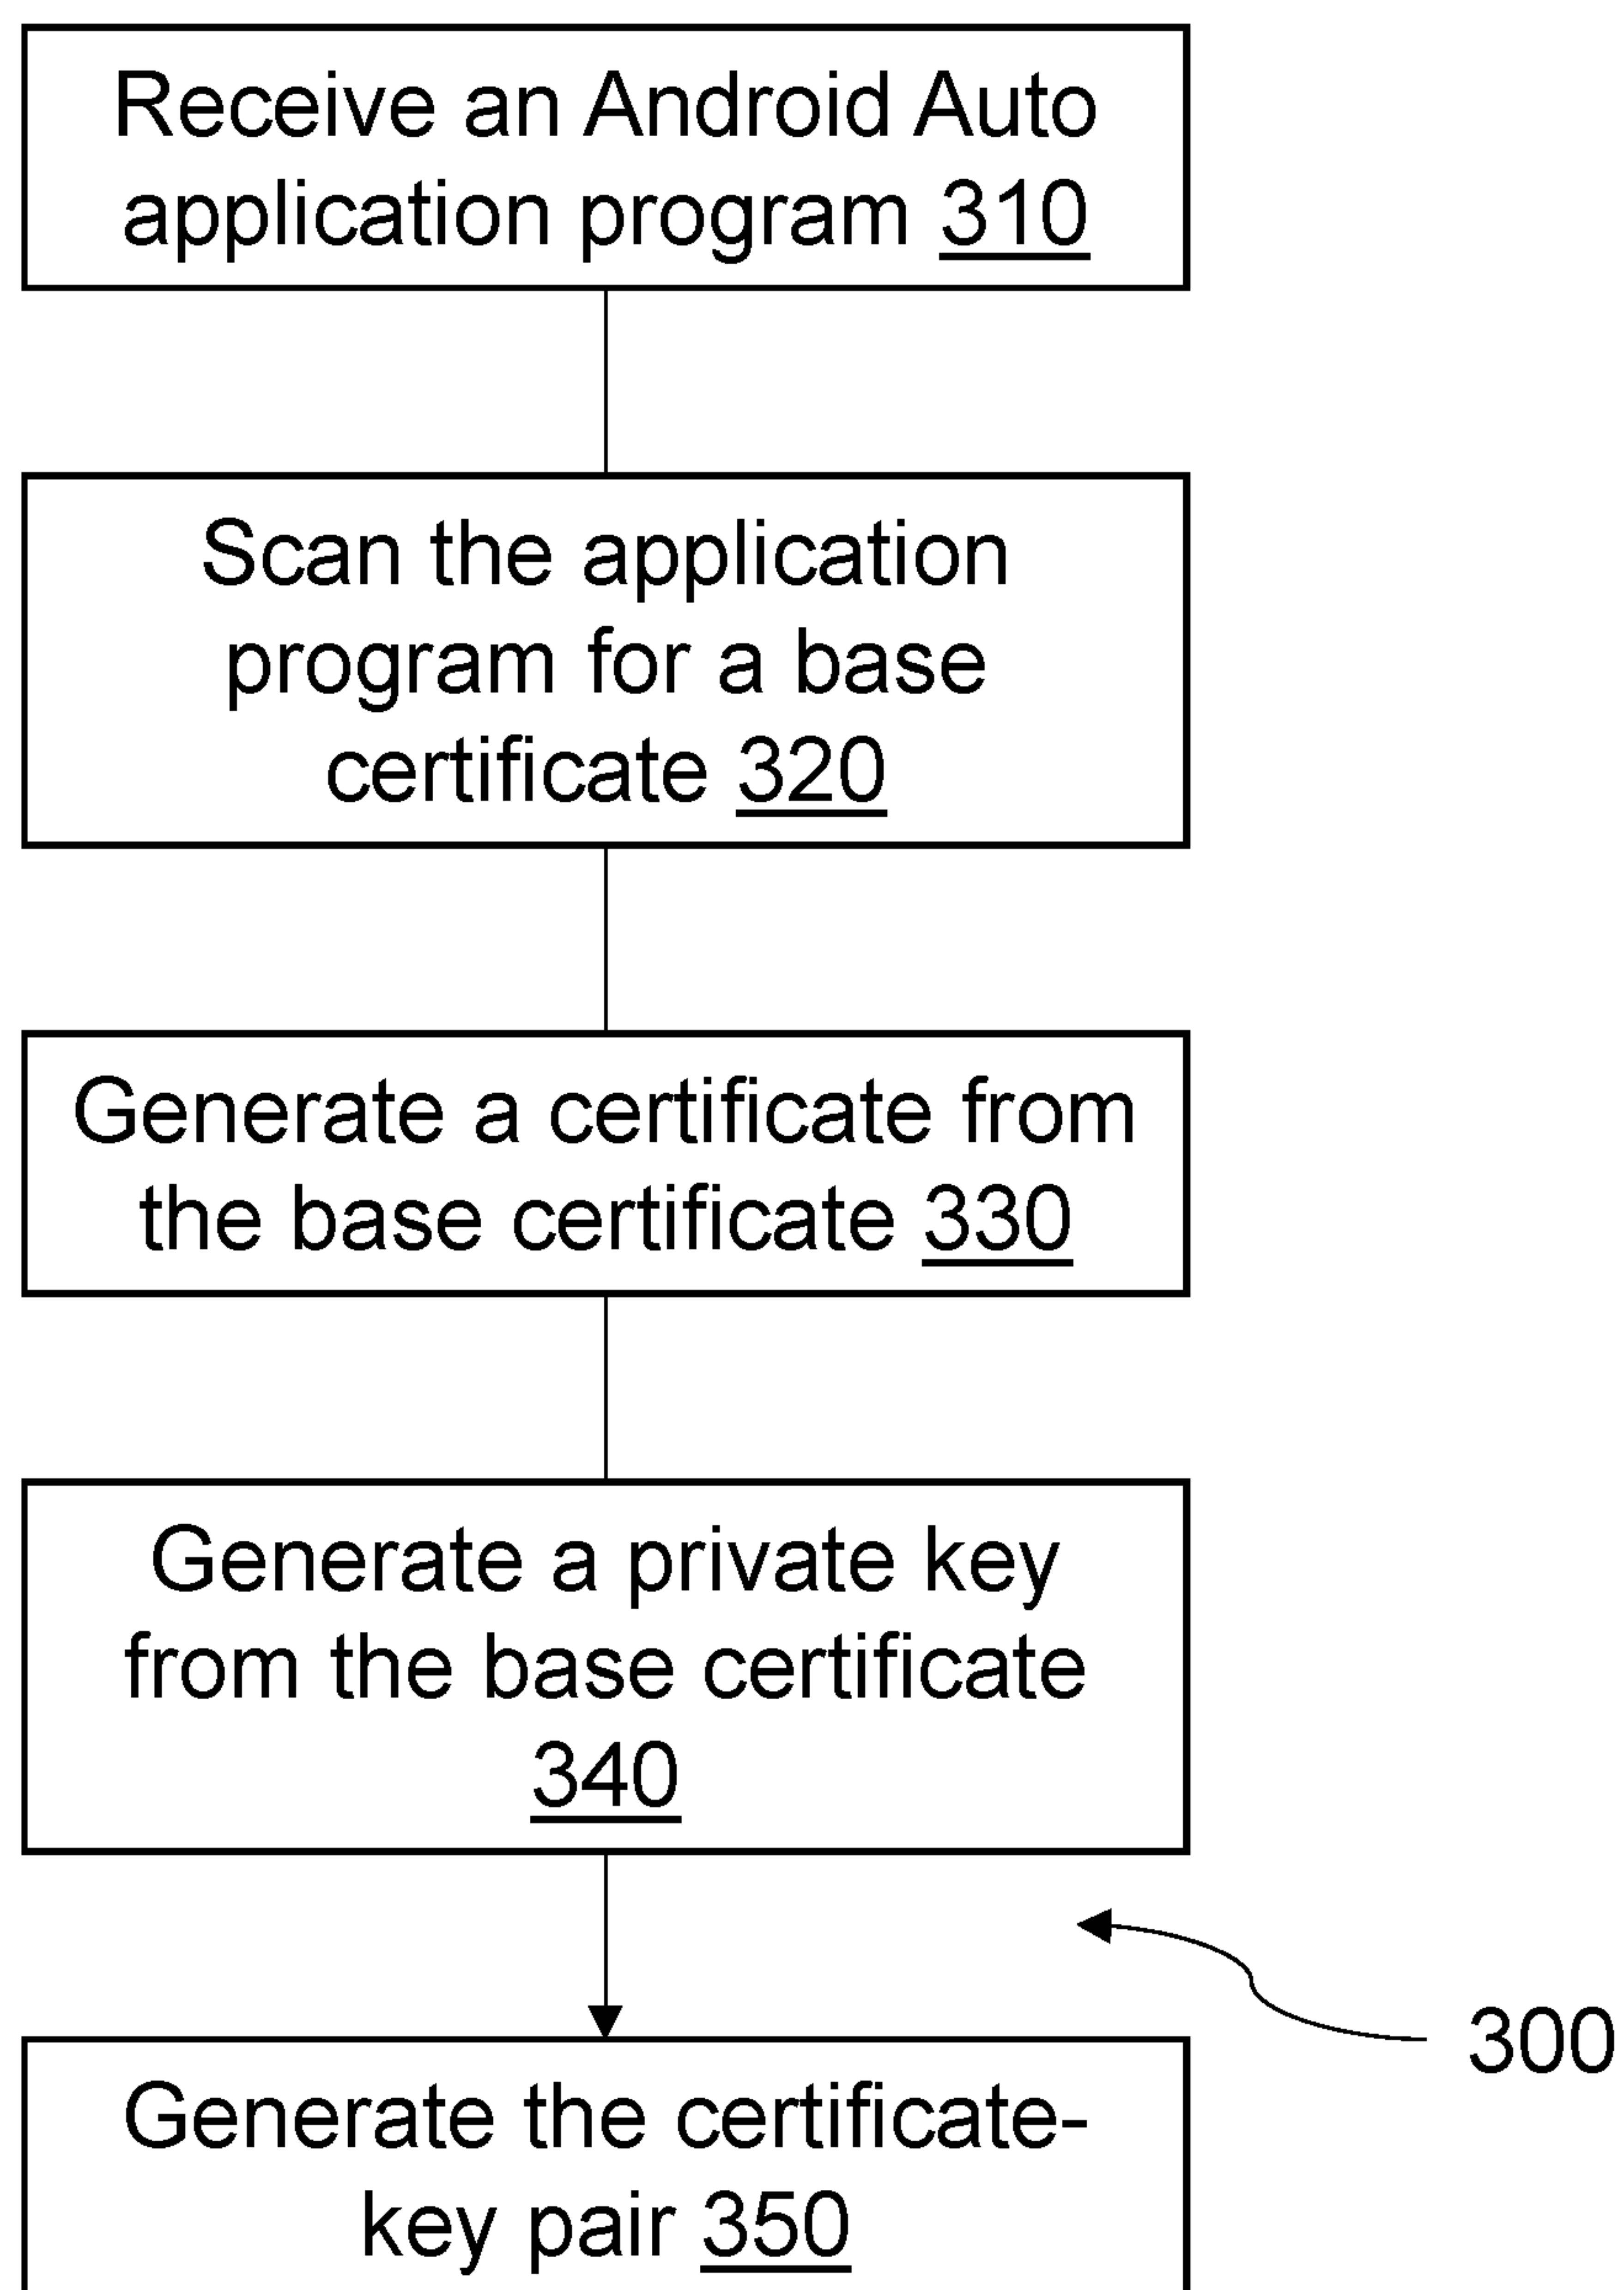 Receive an Android Auto
application program 310
Scan the application
program for a base
certificate 320
Generate a certificate from
the base certificate 330
Generate a private key
from the base certificate
340
300
Generate the certificate-
key pair 350